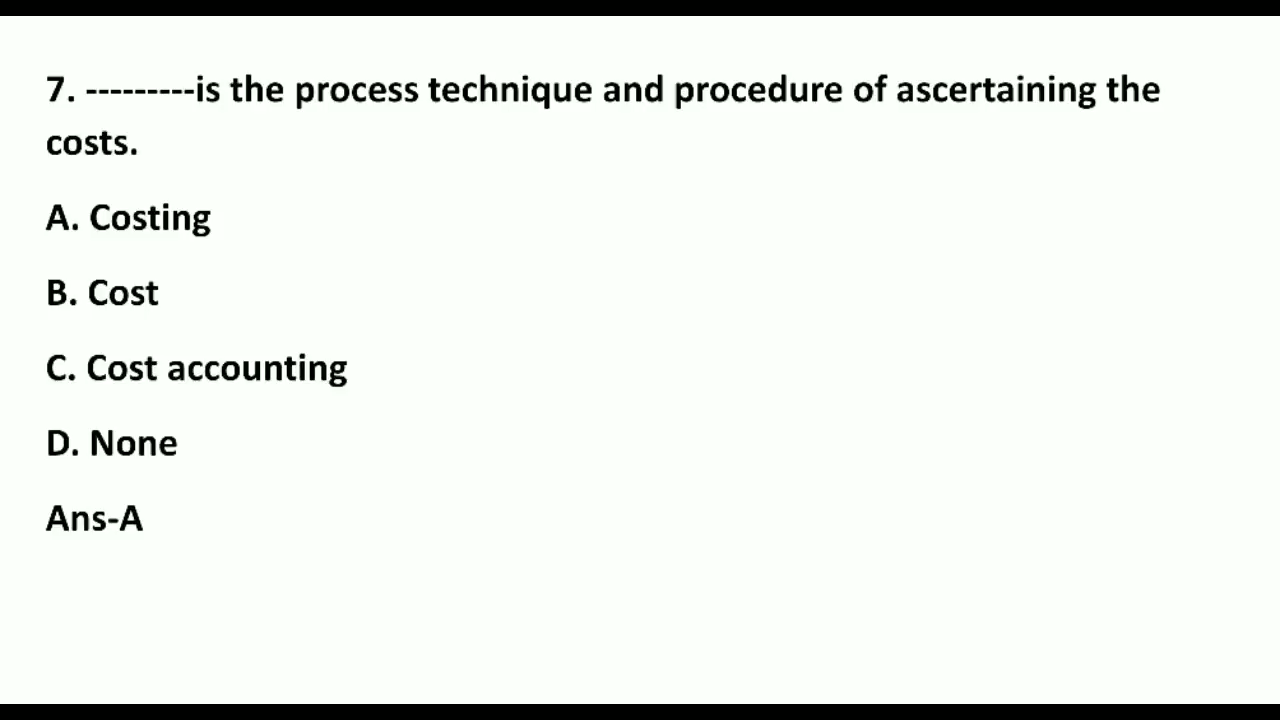 7. ---------is the process technique and procedure of ascertaining the
costs.
A. Costing
B. Cost
C. Cost accounting
D. None
Ans-A